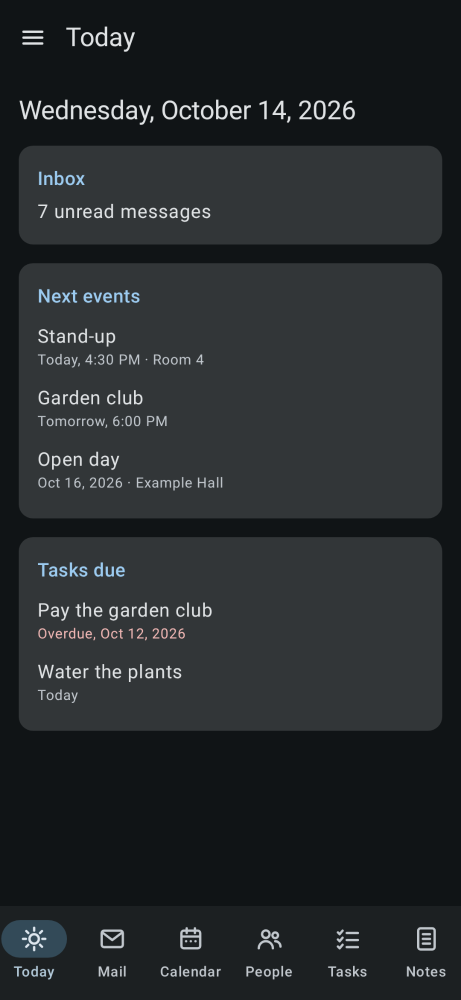 Today
Wednesday, October 14, 2026
Inbox
7 unread messages
Next events
Stand-up
Today, 4:30 PM · Room 4
Garden club
Tomorrow, 6:00 PM
Open day
Oct 16, 2026 · Example Hall
Tasks due
Pay the garden club
Overdue, Oct 12, 2026
Water the plants
Today
Today
Mail
Calendar
People
Tasks
Notes